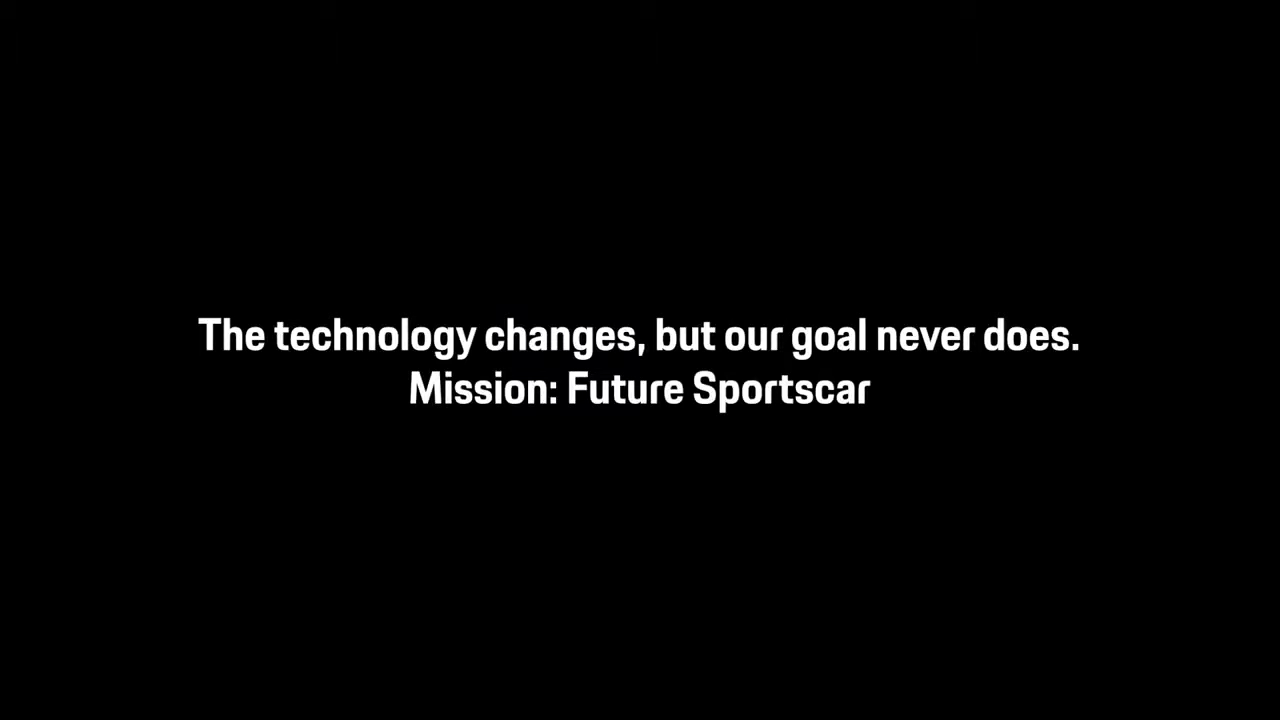 The technology changes, but our goal never does.
Mission: Future Sportscar